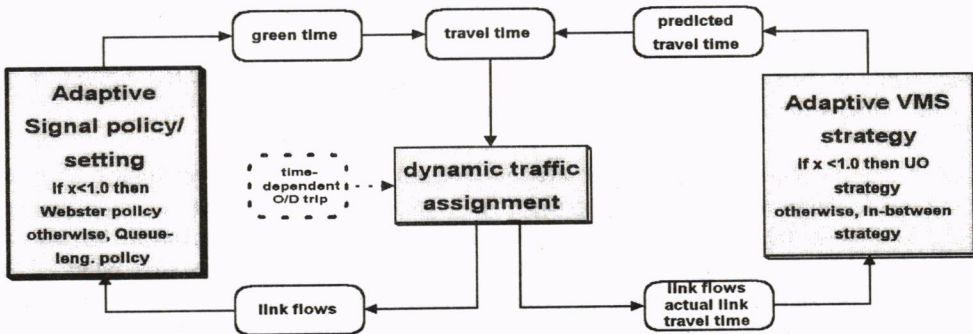 green time
travel time
predicted
travel time
Adaptive
Signal policy/
setting
If x<1.0 then
Webster policy
otherwise, Queue-
leng. policy
time-
dependent
O/D trip
dynamic traffic
assignment
Adaptive VMS
strategy
If x <1.0 then UO
strategy
otherwise, In-between
strategy
link flows
link flows
actual link
travel time